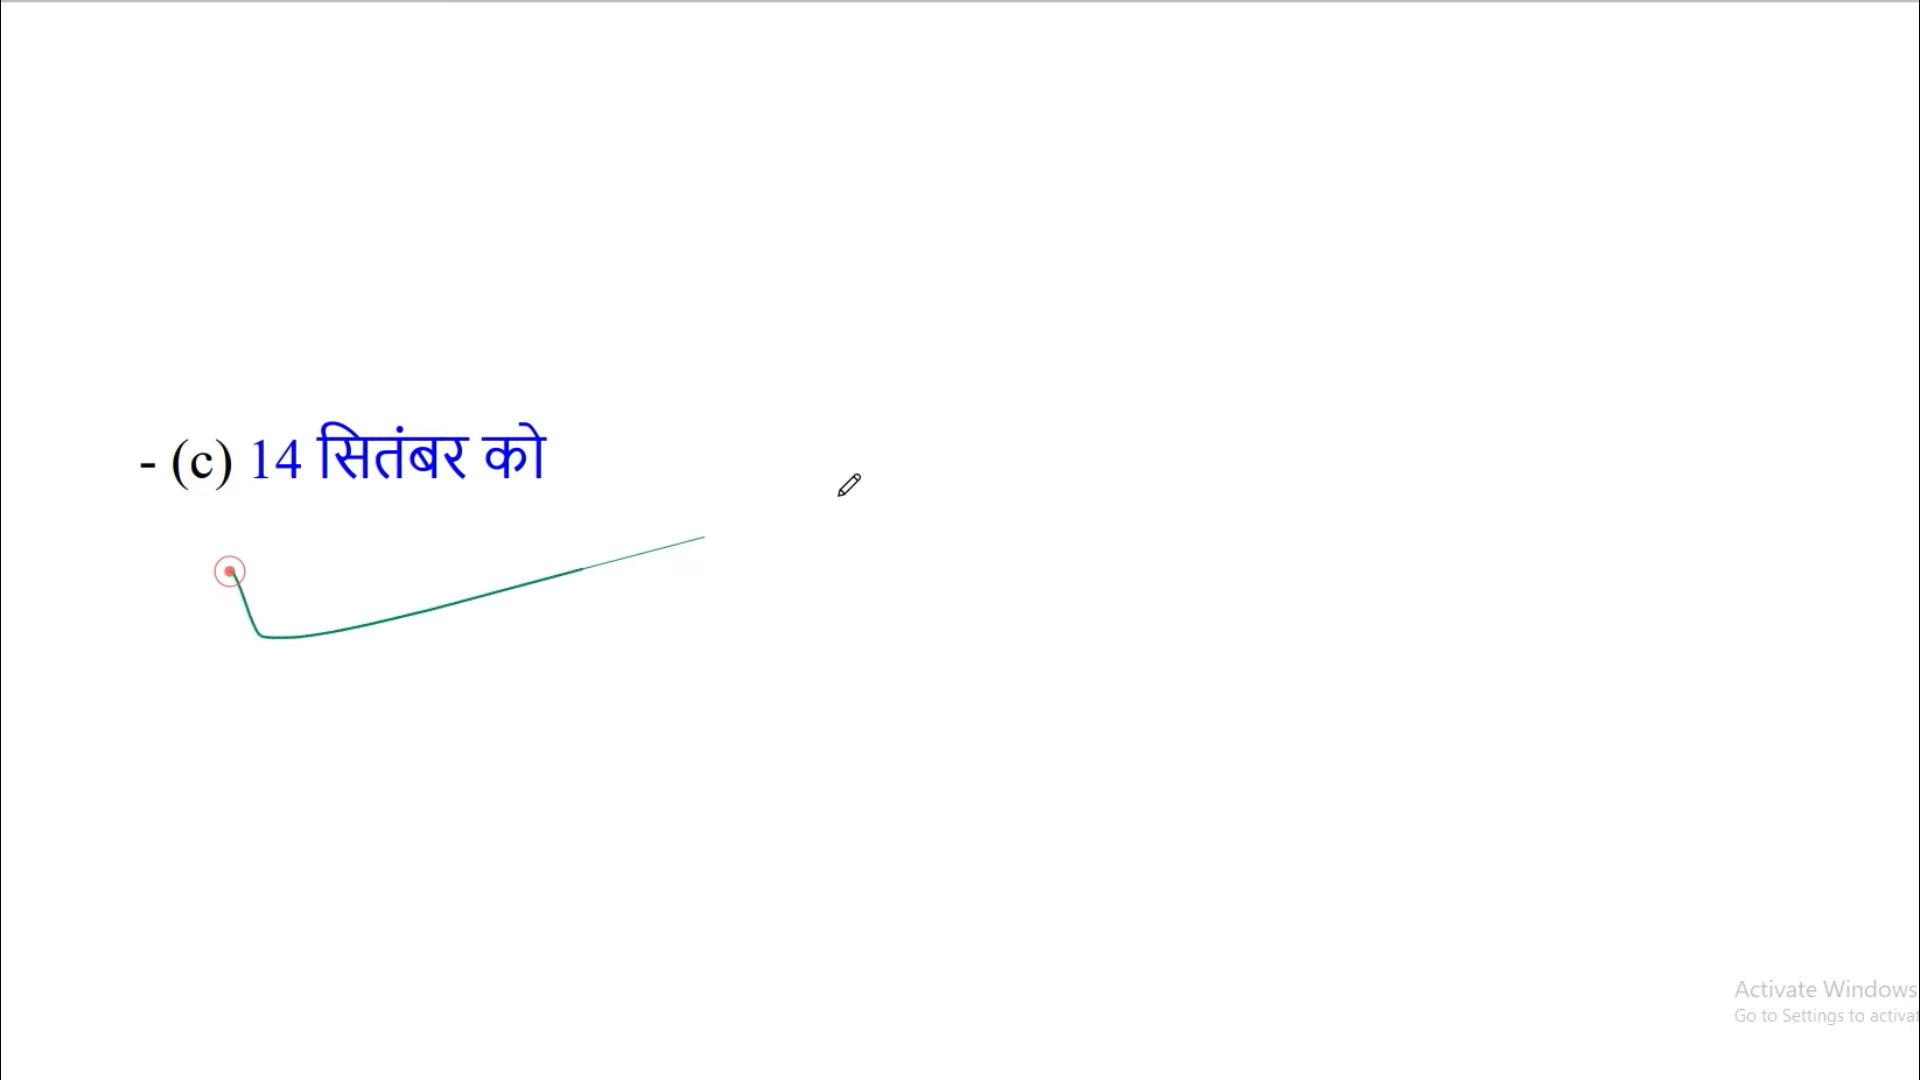 - (c) 14 सितंबर को
Activate Windows
Go to Settings to activat